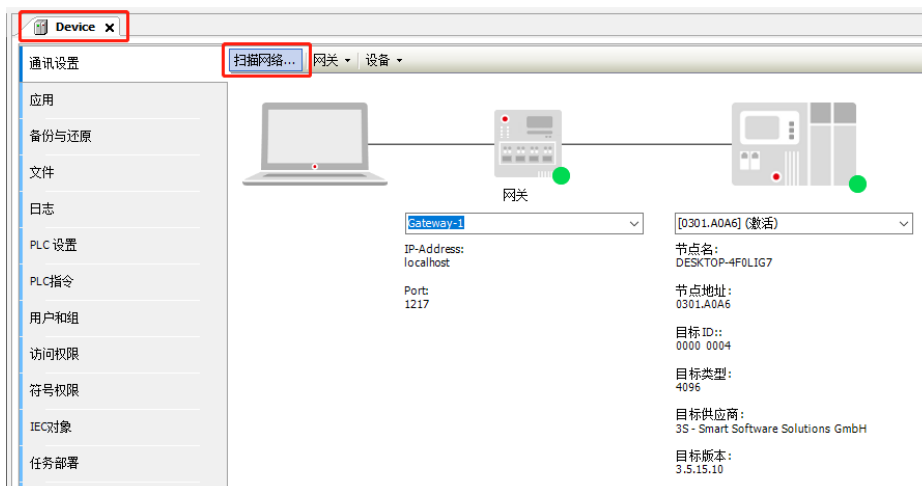 Device x
通讯设置
扫描网络... 网关 设备
应用
备份与还原
文件
日志
PLC 设置
PLC指令
用户和组
访问权限
符号权限
IEC对象
任务部署
网关
Gateway-1
IP-Address:
localhost
Port:
1217
[0301.A0A6] (激活)
节点名:
DESKTOP-4F0LIG7
节点地址:
0301.A0A6
目标ID::
0000 0004
目标类型:
4096
目标供应商:
3S - Smart Software Solutions GmbH
目标版本:
3.5.15.10